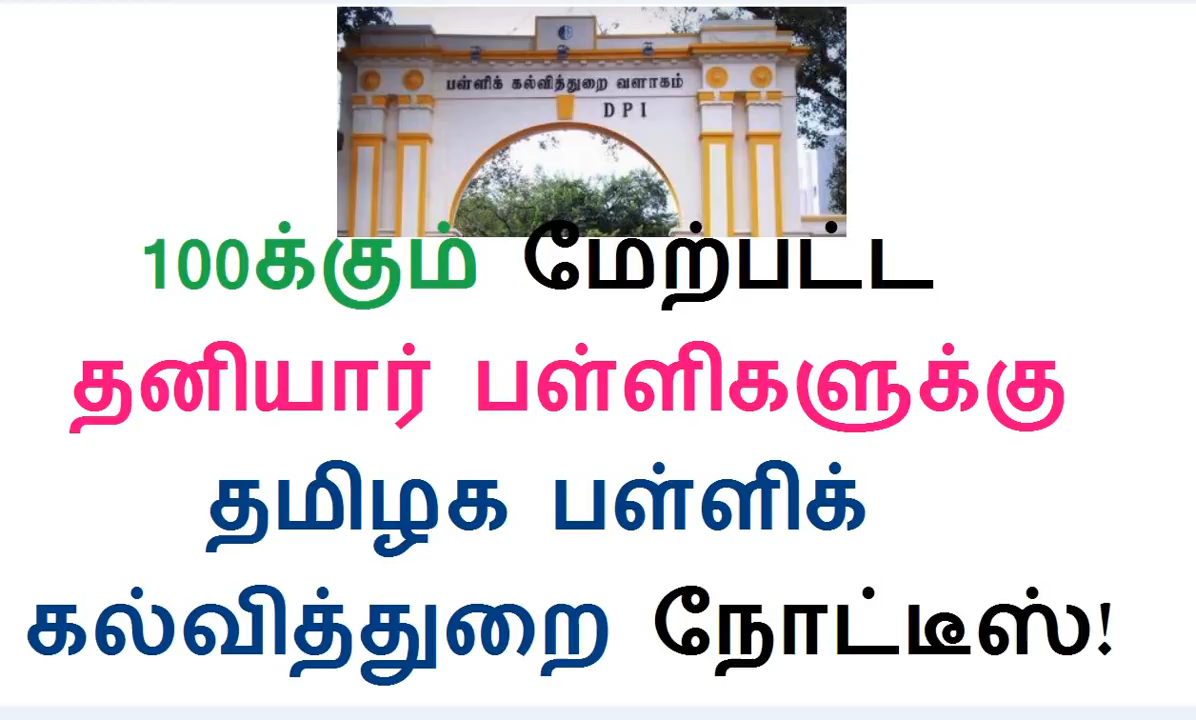 பள்ளிக் கல்வித்துறை வளாகம்
DPI
100க்கும் மேற்பட்ட
தனியார் பள்ளிகளுக்கு
தமிழக பள்ளிக்
கல்வித்துறை நோட்டீஸ்!